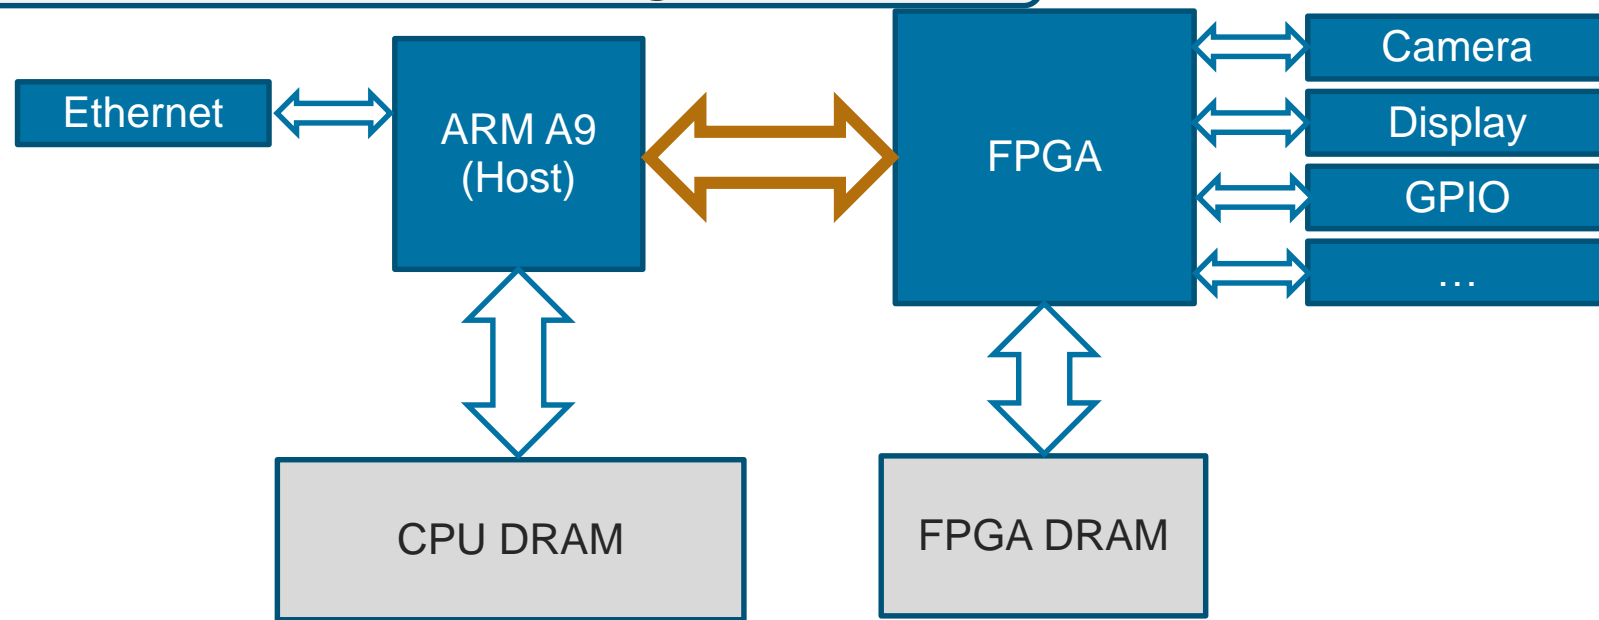 Ethernet
ARM A9
(Host)
FPGA
Camera
Display
GPIO
...
CPU DRAM
FPGA DRAM